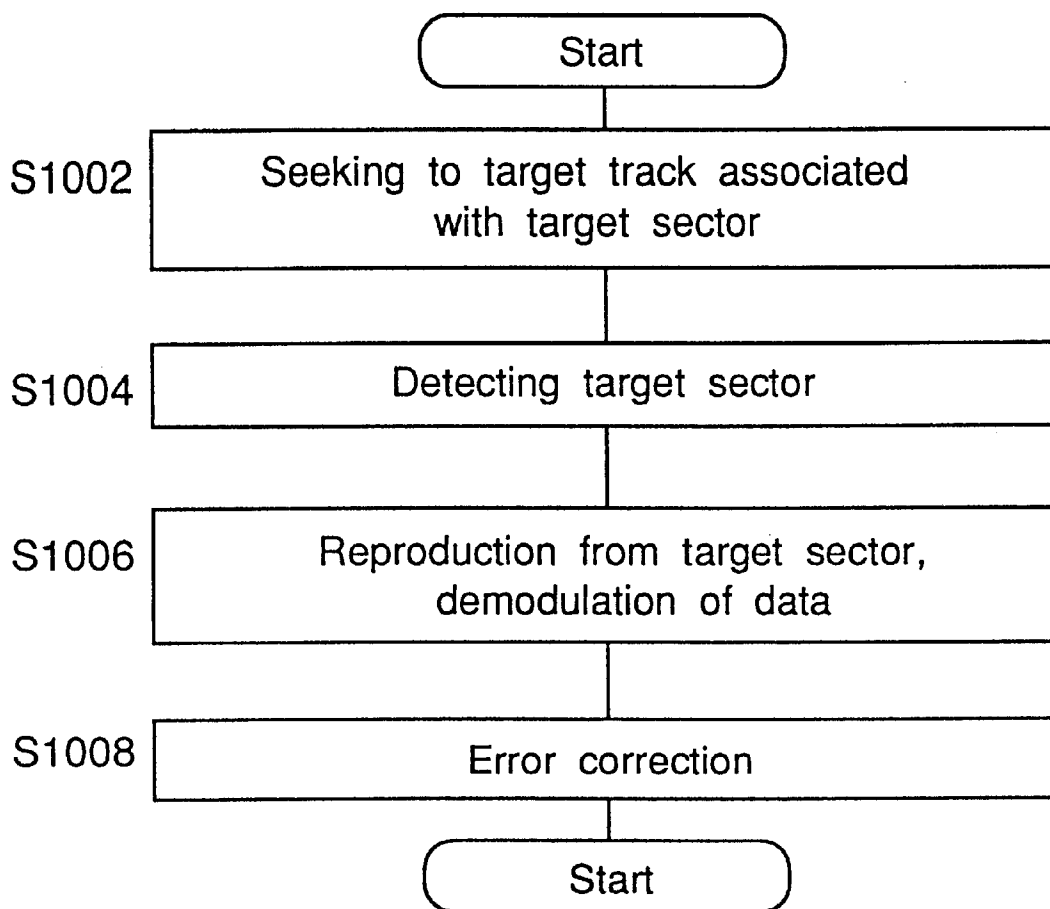 Start
S1002
Seeking to target track associated
with target sector
S1004
Detecting target sector
S1006
Reproduction from target sector,
demodulation of data
S1008
Error correction
Start